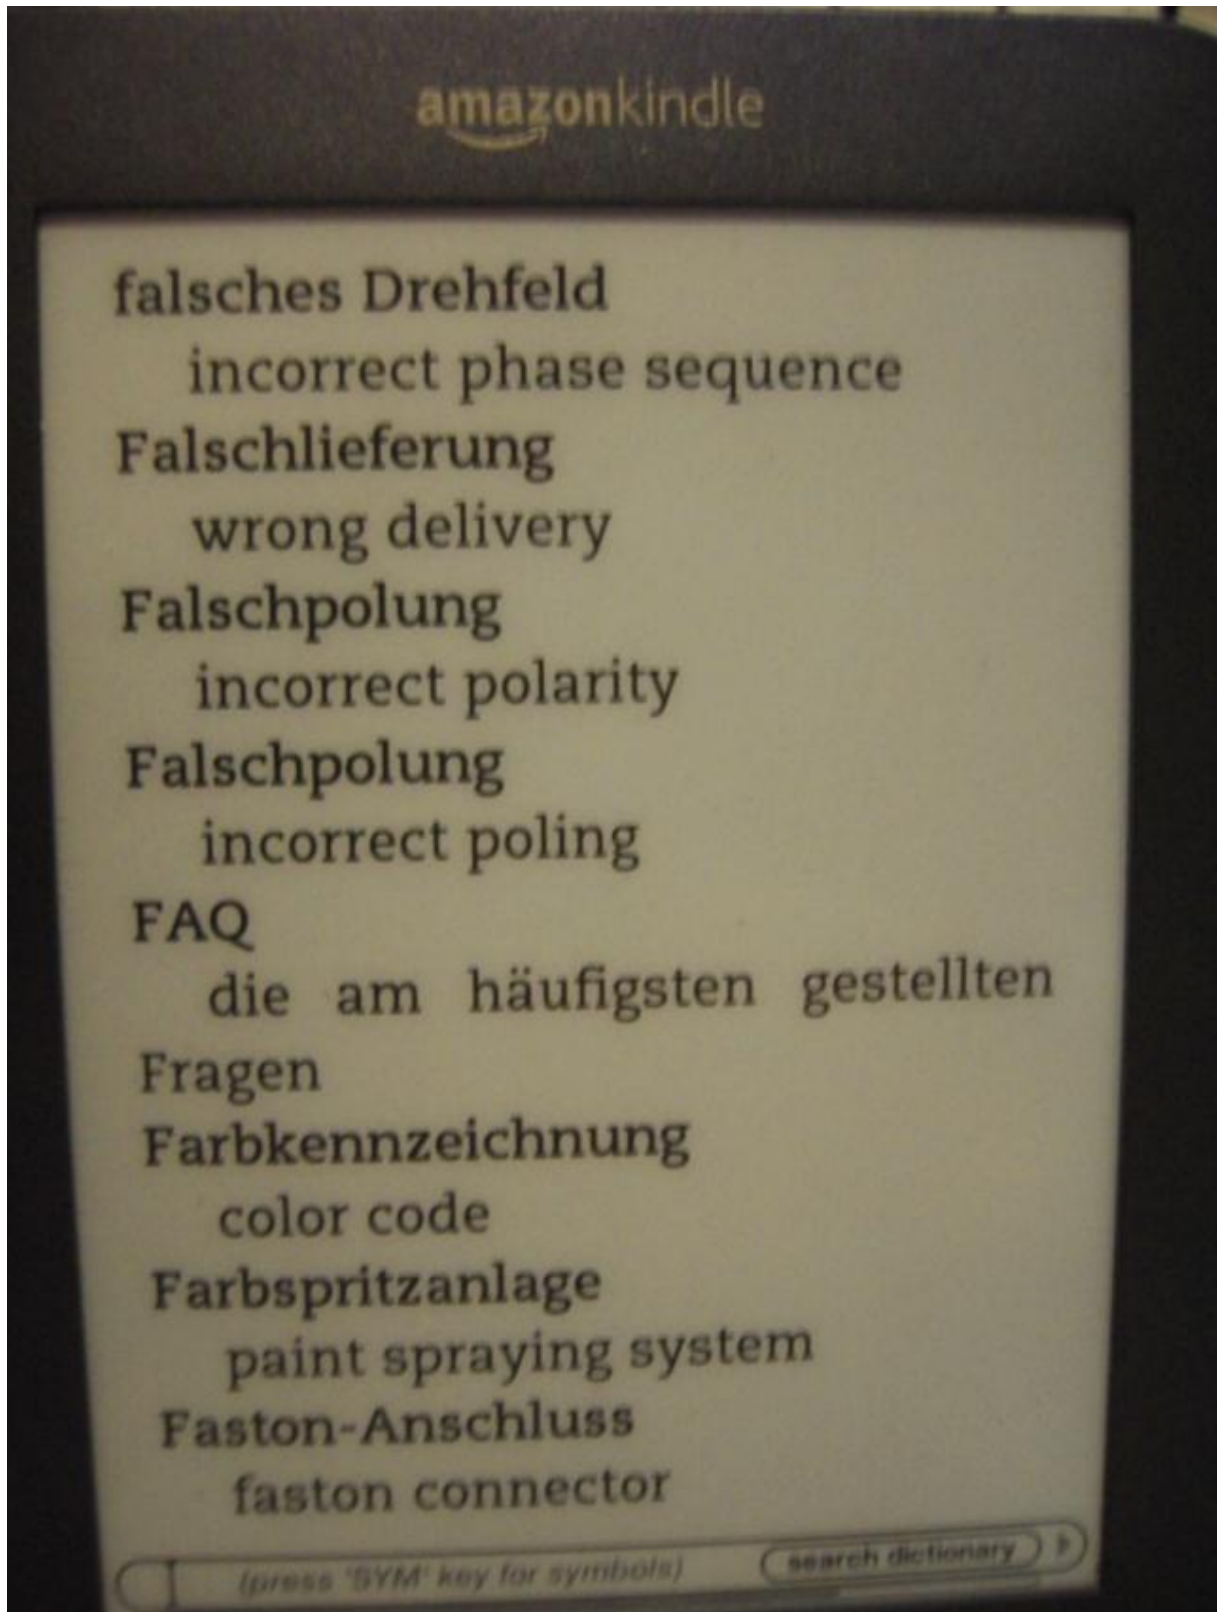 amazonkindle
falsches Drehfeld
incorrect phase sequence
Falschlieferung
wrong delivery
Falschpolung
incorrect polarity
Falschpolung
incorrect poling
FAQ
die am häufigsten gestellten
Fragen
Farbkennzeichnung
color code
Farbspritzanlage
paint spraying system
Faston-Anschluss
faston connector
(press 'SYM' key for symbols) search dictionary